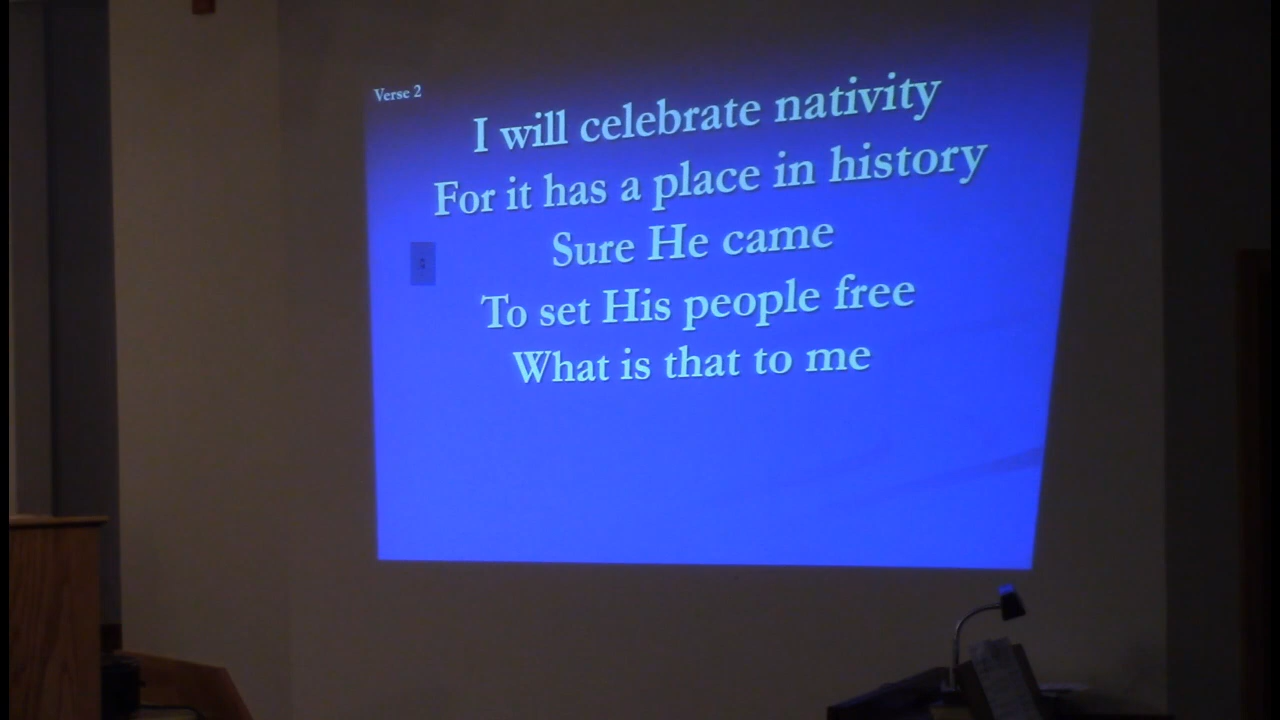 Verse 2
I will celebrate nativity
For it has a place in history
Sure He came
To set His people free
What is that to me